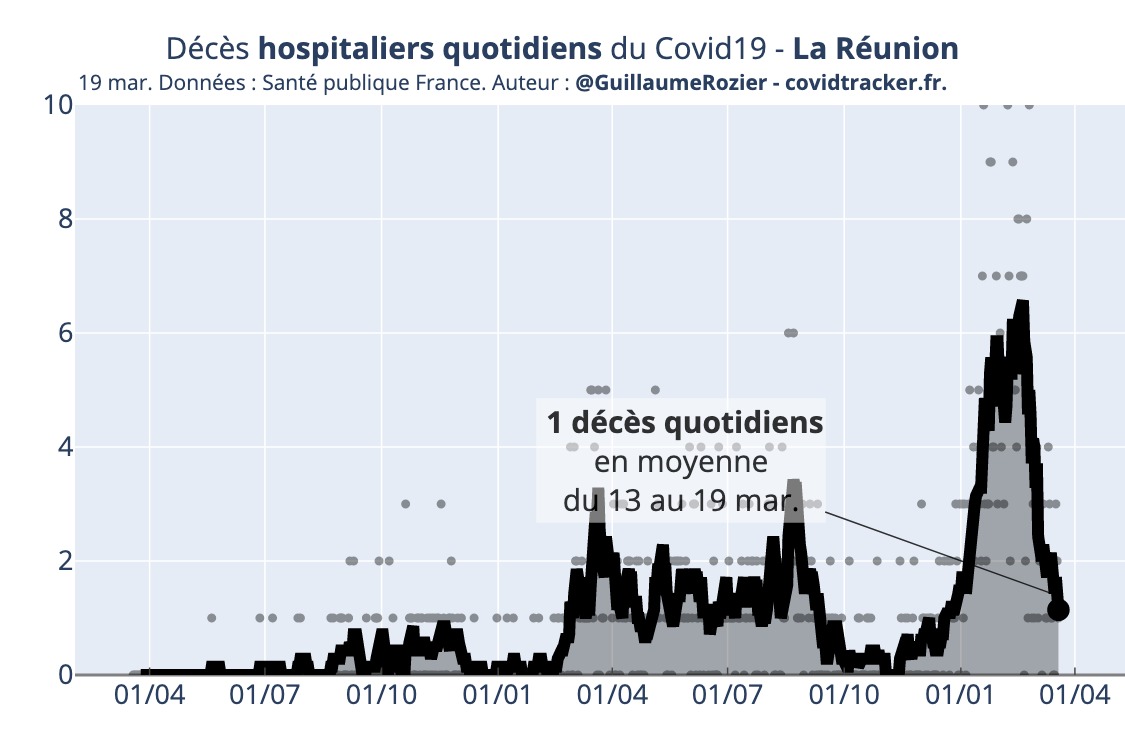 Décès hospitaliers quotidiens du Covid19 - La Réunion
19 mar. Données : Santé publique France. Auteur : @GuillaumeRozier - covidtracker.fr.
10
8
6
4
2
0
1 décès quotidiens
en moyenne
du 13 au 19 mar.
01/04 01/07 01/10 01/01 01/04 01/07 01/10 01/01 01/04